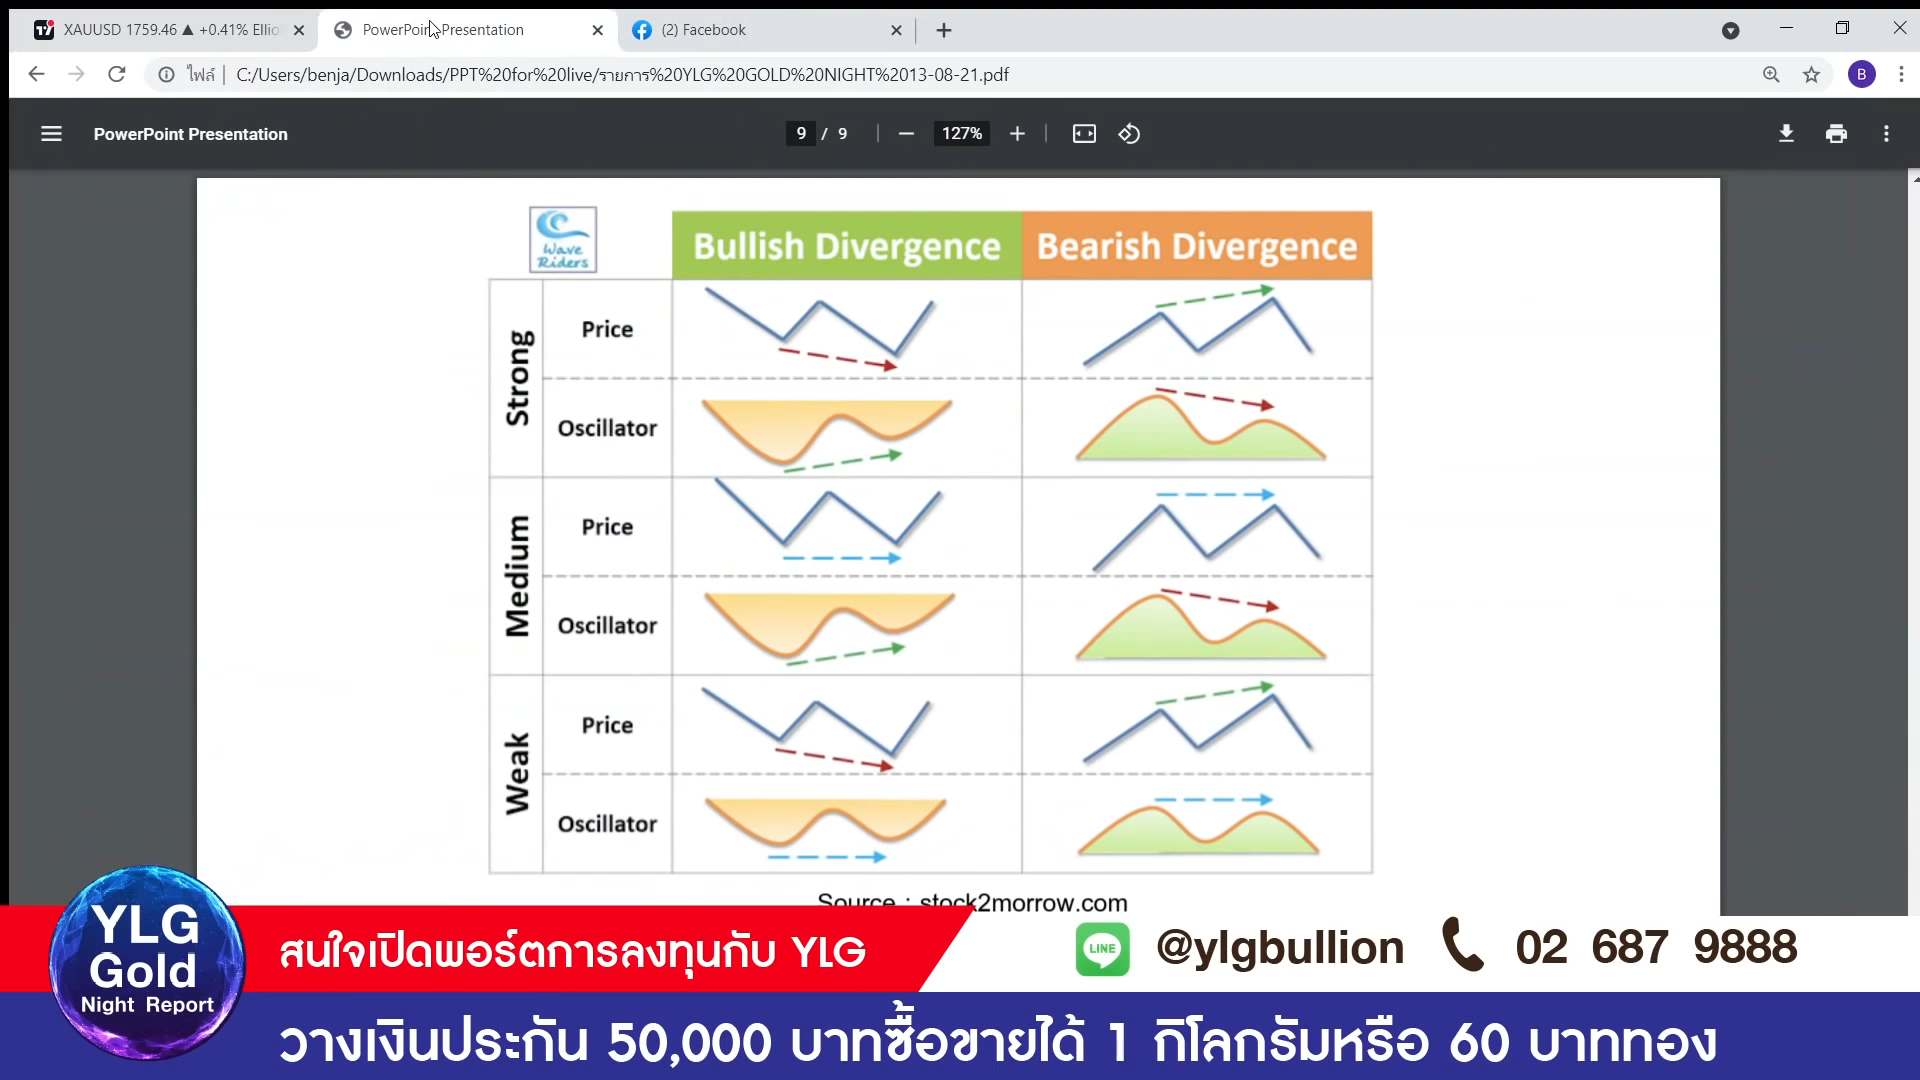 XAUUSD 1759.46 ▲ +0.41% Ellio
PowerPoint Presentation
(2) Facebook
ไฟล์
C:/Users/benja/Downloads/PPT%20for%20live/รายการ%20YLG%20GOLD%20NIGHT%2013-08-21.pdf
B
PowerPoint Presentation
9 / 9
127%
Wave
Riders
Bullish Divergence
Bearish Divergence
Strong
Price
Oscillator
Medium
Price
Oscillator
Weak
Price
Oscillator
Source : stock2morrow.com
YLG
Gold
Night Report
สนใจเปิดพอร์ตการลงทุนกับ YLG
LINE
@ylgbullion
02 687 9888
วางเงินประกัน 50,000 บาทซื้อขายได้ 1 กิโลกรัมหรือ 60 บาททอง